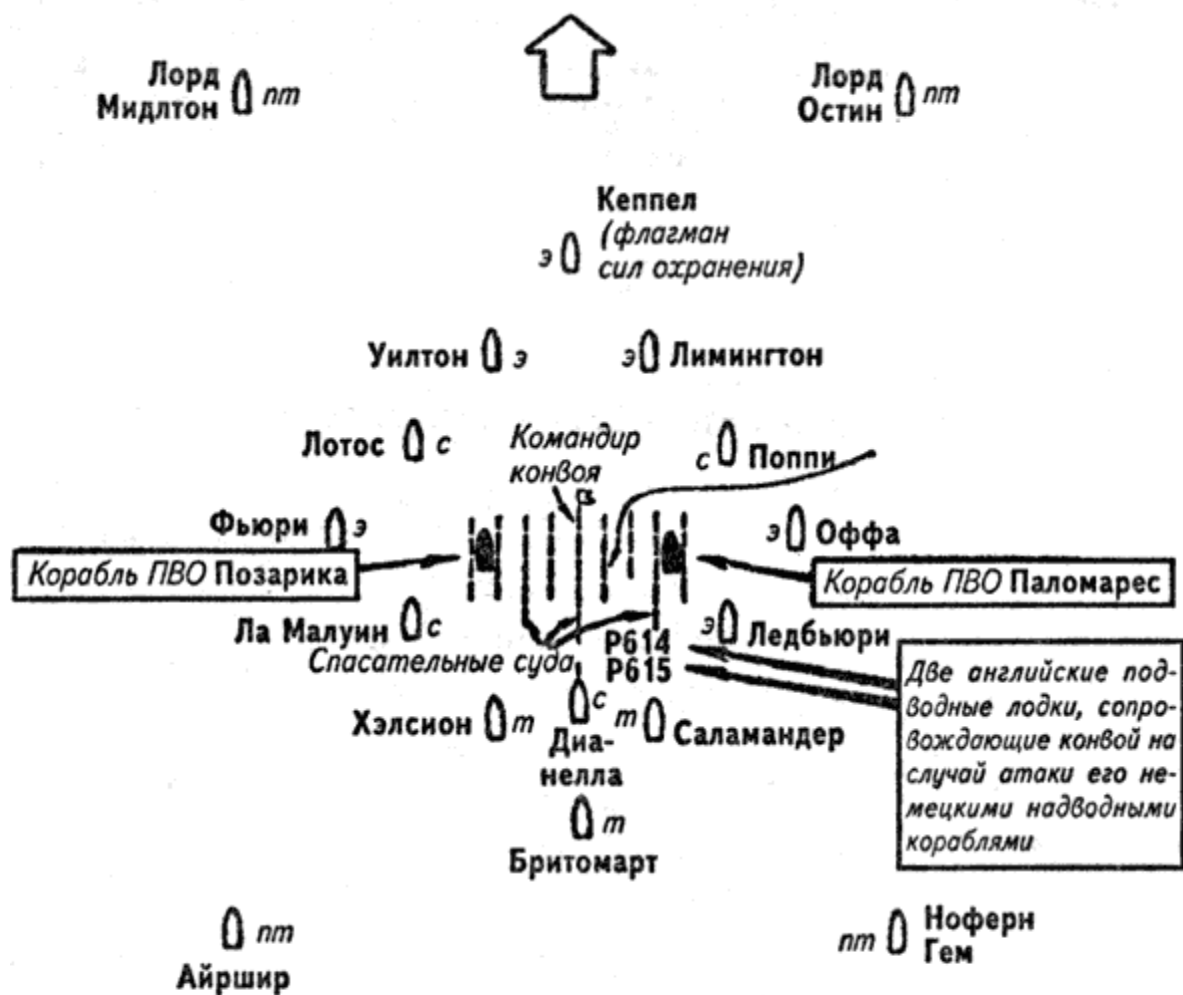 Лорд
Мидлтон
пт
Лорд
Остин
пт
Кеппел
(флагман
сил охранения)
э
Уилтон
э
э
Лимингтон
Лотос
с
Командир
конвоя
с
Поппи
Фьюри
э
э
Оффа
Корабль ПВО Позарика
Корабль ПВО Паломарес
Ла Малуин
с
Спасательные суда
Р614
Р615
э
Ледбьюри
Две английские под-
водные лодки, сопро-
вождающие конвой на
случай атаки его не-
мецкими надводными
кораблями
Хэлсион
т
с
Диа-
нелла
т
Саламандер
т
Бритомарт
пт
Айршир
пт
Ноферн
Гем